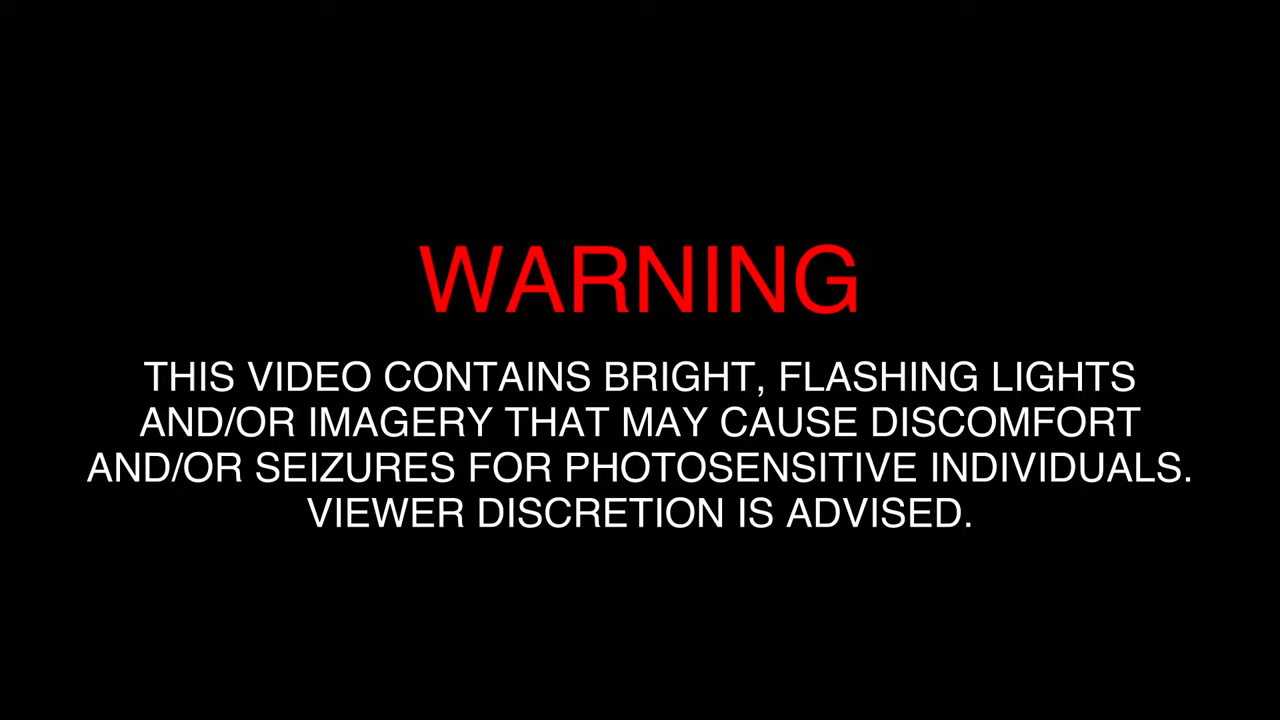 WARNING
THIS VIDEO CONTAINS BRIGHT, FLASHING LIGHTS
AND/OR IMAGERY THAT MAY CAUSE DISCOMFORT
AND/OR SEIZURES FOR PHOTOSENSITIVE INDIVIDUALS.
VIEWER DISCRETION IS ADVISED.